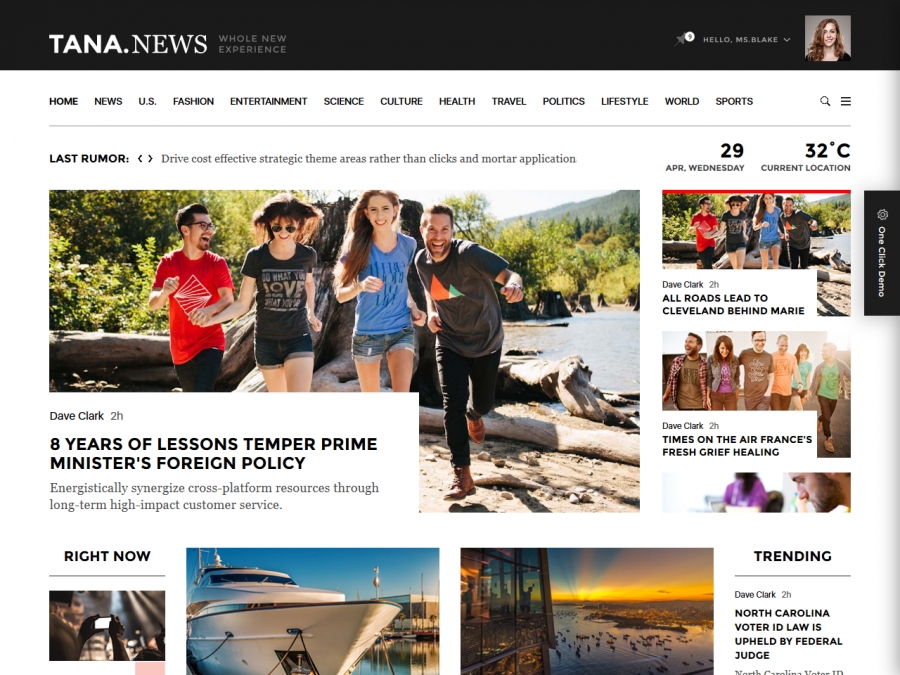 TANA.NEWS
WHOLE NEW
EXPERIENCE
9
HELLO, MS.BLAKE
HOME NEWS U.S. FASHION ENTERTAINMENT SCIENCE CULTURE HEALTH TRAVEL POLITICS LIFESTYLE WORLD SPORTS
LAST RUMOR: Drive cost effective strategic theme areas rather than clicks and mortar application
29
APR, WEDNESDAY
32°C
CURRENT LOCATION
One Click Demo
DO WHAT YOU
LOVE
Dave Clark 2h
8 YEARS OF LESSONS TEMPER PRIME
MINISTER'S FOREIGN POLICY
Energistically synergize cross-platform resources through
long-term high-impact customer service.
Dave Clark 2h
ALL ROADS LEAD TO
CLEVELAND BEHIND MARIE
Dave Clark 2h
TIMES ON THE AIR FRANCE'S
FRESH GRIEF HEALING
RIGHT NOW
TRENDING
Dave Clark 2h
NORTH CAROLINA
VOTER ID LAW IS
UPHELD BY FEDERAL
JUDGE
North Carolina Voter ID